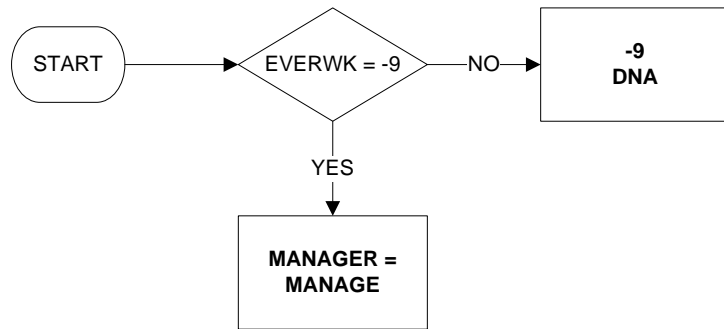 START
EVERWK = -9
NO
-9
DNA
YES
MANAGER =
MANAGE